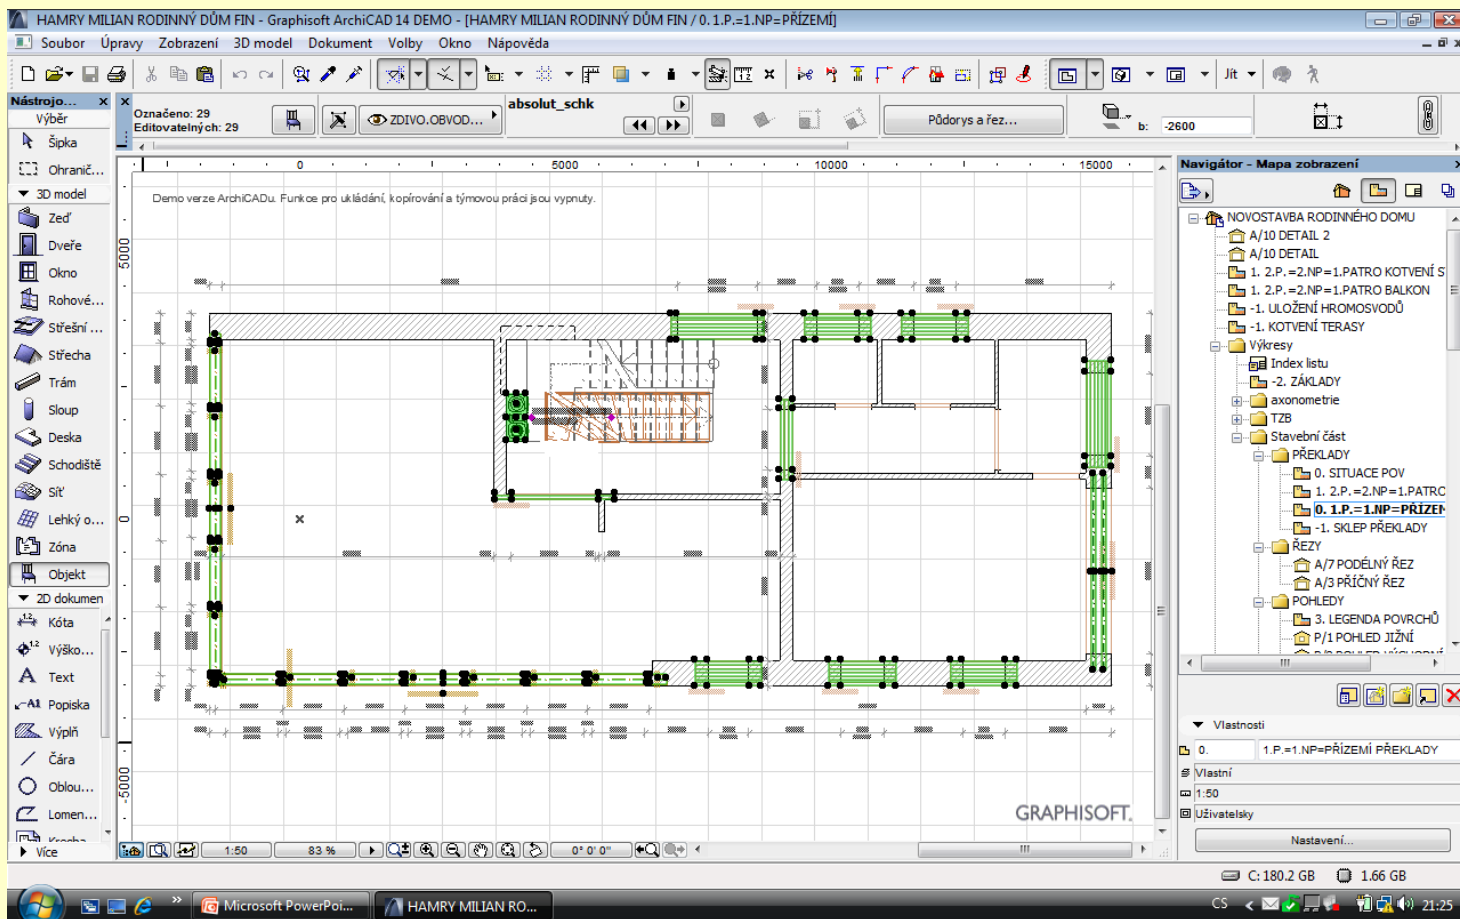 HAMRY MILIAN RODINNÝ DŮM FIN - Graphisoft ArchiCAD 14 DEMO - [HAMRY MILIAN RODINNÝ DŮM FIN / 0. 1.P.=1.NP=PŘÍZEMÍ]
Soubor Úpravy Zobrazení 3D model Dokument Volby Okno Nápověda
Jít
Nástrojo...
Výběr
Šipka
Ohranič...
3D model
Zeď
Dveře
Okno
Rohové...
Střešní ...
Střecha
Trám
Sloup
Deska
Schodiště
Síť
Lehký o...
Zóna
Objekt
2D dokumen
Kóta
Výško...
Text
A1 Popiska
Výplň
Čára
Oblou...
Lomen...
Více
Označeno: 29
Editovatelných: 29
ZDIVO.OBVOD...
absolut_schk
Půdorys a řez...
b: -2600
0 5000 10000 15000
5000
0
-5000
Demo verze ArchiCADu. Funkce pro ukládání, kopírování a týmovou práci jsou vypnuty.
GRAPHISOFT.
1:50 83 % 0° 0' 0"
Navigátor - Mapa zobrazení
NOVOSTAVBA RODINNÉHO DOMU
A/10 DETAIL 2
A/10 DETAIL
1. 2.P.=2.NP=1.PATRO KOTVENÍ S
1. 2.P.=2.NP=1.PATRO BALKON
-1. ULOŽENÍ HROMOSVODŮ
-1. KOTVENÍ TERASY
Výkresy
Index listu
-2. ZÁKLADY
axonometrie
TZB
Stavební část
PŘEKLADY
0. SITUACE POV
1. 2.P.=2.NP=1.PATRO
0. 1.P.=1.NP=PŘÍZEM
-1. SKLEP PŘEKLADY
ŘEZY
A/7 PODÉLNÝ ŘEZ
A/3 PŘÍČNÝ ŘEZ
POHLEDY
3. LEGENDA POVRCHŮ
P/1 POHLED JIŽNÍ
Vlastnosti
0. 1.P.=1.NP=PŘÍZEMÍ PŘEKLADY
Vlastní
1:50
Uživatelsky
Nastavení...
C: 180.2 GB 1.66 GB
Microsoft PowerPoi...
HAMRY MILIAN RO...
CS
21:25